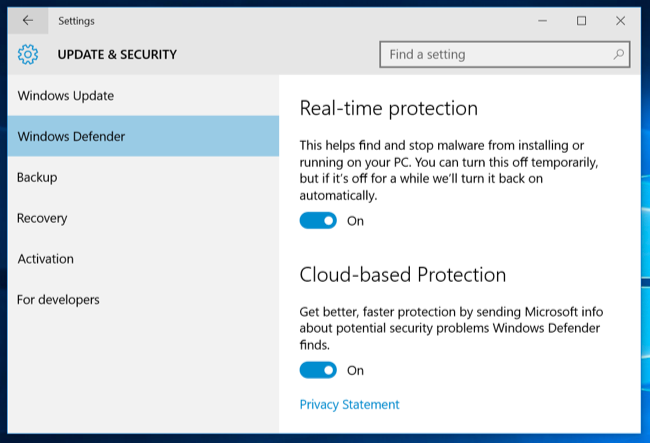 Settings
UPDATE & SECURITY
Find a setting
Windows Update
Windows Defender
Backup
Recovery
Activation
For developers
Real-time protection
This helps find and stop malware from installing or
running on your PC. You can turn this off temporarily,
but if it's off for a while we'll turn it back on
automatically.
On
Cloud-based Protection
Get better, faster protection by sending Microsoft info
about potential security problems Windows Defender
finds.
On
Privacy Statement